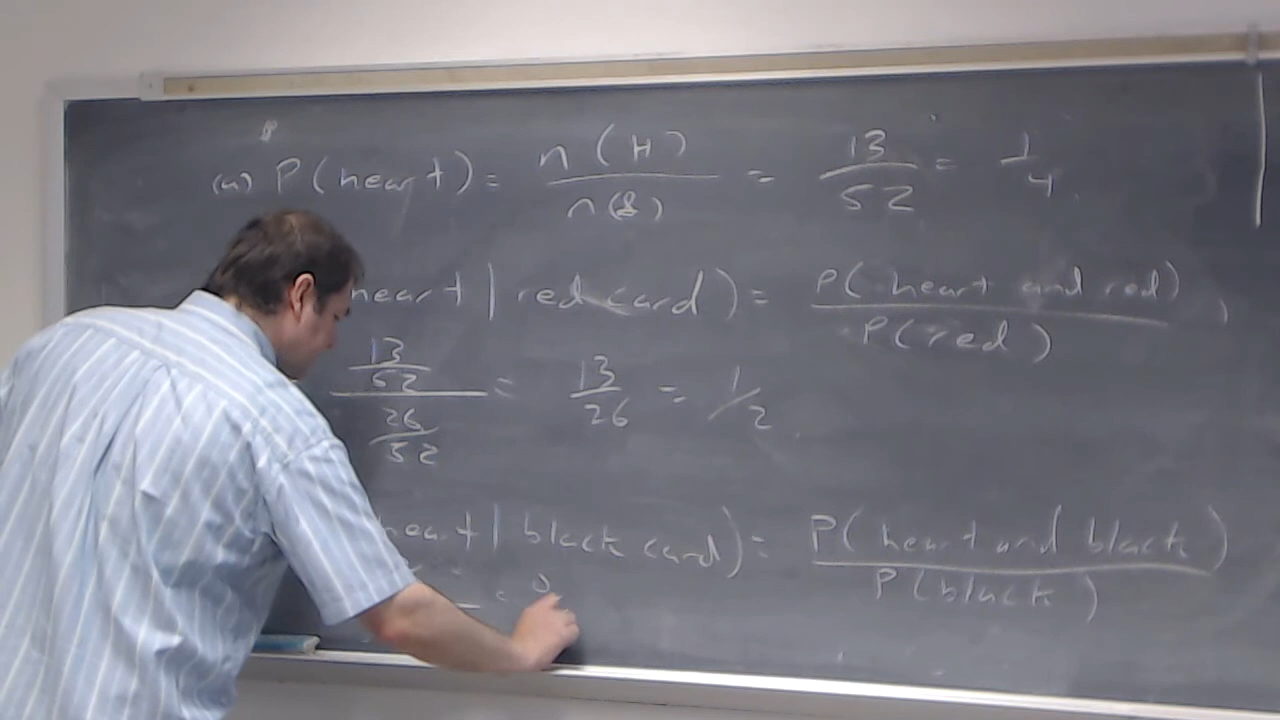 (a) P(heart) = n(H) / n(S) = 13/52 = 1/4
heart | red card) = P(heart and red) / P(red)
13/52 / 26/52 = 13/26 = 1/2
heart | black card) = P(heart and black) / P(black)
= 0